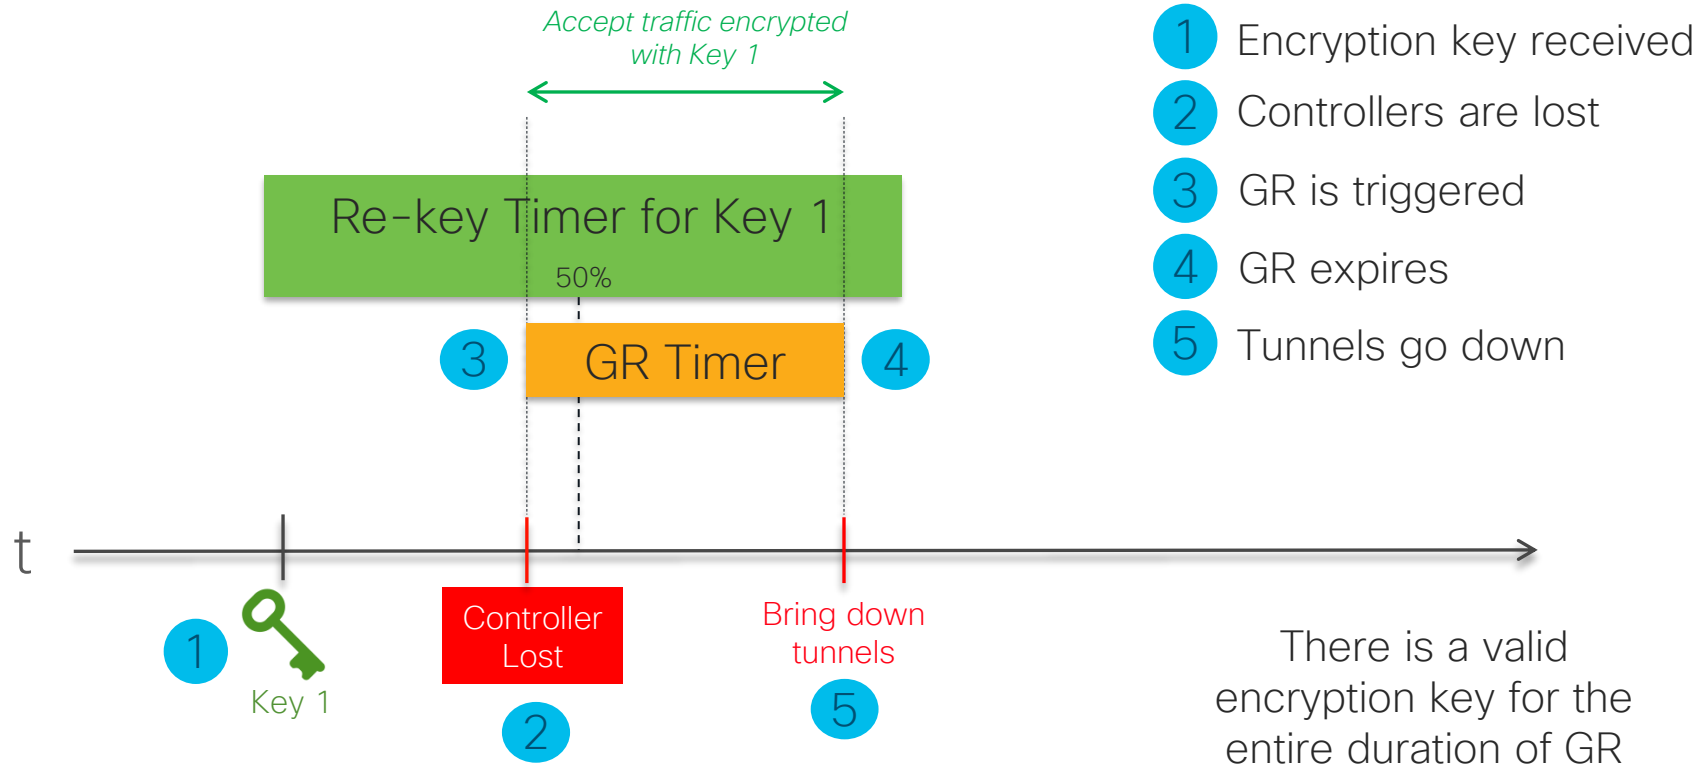 Accept traffic encrypted
with Key 1
Re-key Timer for Key 1
50%
3
GR Timer
4
t
1
Key 1
Controller
Lost
2
Bring down
tunnels
5
1 Encryption key received
2 Controllers are lost
3 GR is triggered
4 GR expires
5 Tunnels go down
There is a valid
encryption key for the
entire duration of GR